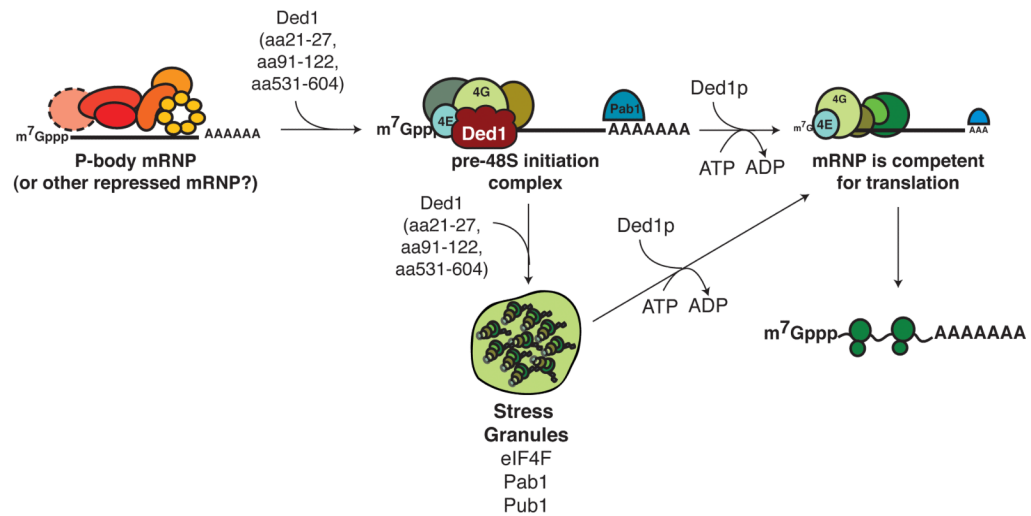 Ded1
(aa21-27,
aa91-122,
aa531-604)
m⁷Gppp
AAAAAA
P-body mRNP
(or other repressed mRNP?)
4G
4E
Ded1
m⁷Gppp
Pab1
AAAAAAA
pre-48S initiation
complex
Ded1p
ATP
ADP
4G
4E
m⁷G
AAA
mRNP is competent
for translation
Ded1
(aa21-27,
aa91-122,
aa531-604)
Ded1p
ATP
ADP
m⁷Gppp
AAAAAAA
Stress
Granules
eIF4F
Pab1
Pub1